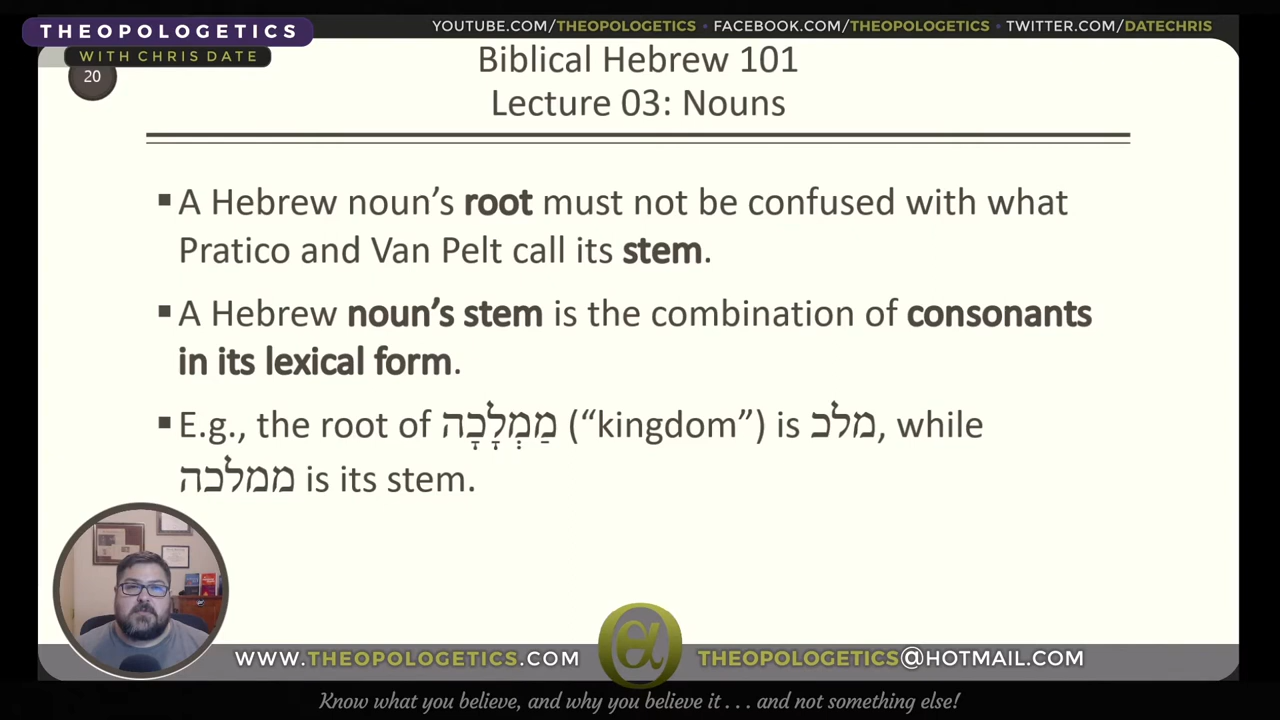 THEOPOLOGETICS
WITH CHRIS DATE
YOUTUBE.COM/THEOPOLOGETICS • FACEBOOK.COM/THEOPOLOGETICS • TWITTER.COM/DATECHRIS
20
Biblical Hebrew 101
Lecture 03: Nouns
▪ A Hebrew noun’s root must not be confused with what
Pratico and Van Pelt call its stem.
▪ A Hebrew noun’s stem is the combination of consonants
in its lexical form.
▪ E.g., the root of מַמְלָכָה (“kingdom”) is מלכ, while
ממלכה is its stem.
WWW.THEOPOLOGETICS.COM
THEOPOLOGETICS@HOTMAIL.COM
Know what you believe, and why you believe it . . . and not something else!